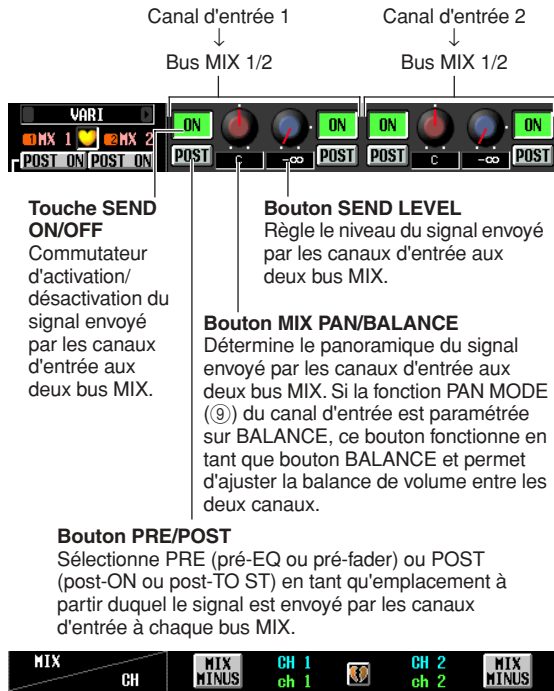 Canal d'entrée 1
↓
Bus MIX 1/2
Canal d'entrée 2
↓
Bus MIX 1/2
VARI
1 MX 1 2 MX 2
POST ON POST ON
ON ON ON ON
POST C -∞ POST POST C -∞ POST
Touche SEND
ON/OFF
Commutateur
d'activation/
désactivation du
signal envoyé
par les canaux
d'entrée aux
deux bus MIX.
Bouton SEND LEVEL
Règle le niveau du signal envoyé
par les canaux d'entrée aux
deux bus MIX.
Bouton MIX PAN/BALANCE
Détermine le panoramique du signal
envoyé par les canaux d'entrée aux
deux bus MIX. Si la fonction PAN MODE
(⑨) du canal d'entrée est paramétrée
sur BALANCE, ce bouton fonctionne en
tant que bouton BALANCE et permet
d'ajuster la balance de volume entre les
deux canaux.
Bouton PRE/POST
Sélectionne PRE (pré-EQ ou pré-fader) ou POST
(post-ON ou post-TO ST) en tant qu'emplacement à
partir duquel le signal est envoyé par les canaux
d'entrée à chaque bus MIX.
MIX
CH
MIX
MINUS
CH 1
ch 1
CH 2
ch 2
MIX
MINUS